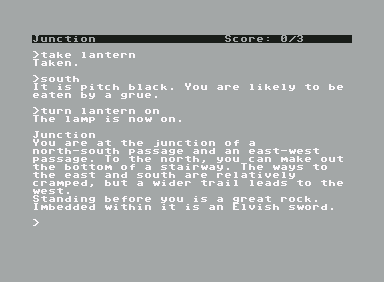 Junction Score: 0/3
>take lantern
Taken.
>south
It is pitch black. You are likely to be
eaten by a grue.
>turn lantern on
The lamp is now on.
Junction
You are at the junction of a
north-south passage and an east-west
passage. To the north, you can make out
the bottom of a stairway. The ways to
the east and south are relatively
cramped, but a wider trail leads to the
west.
Standing before you is a great rock.
Imbedded within it is an Elvish sword.
>